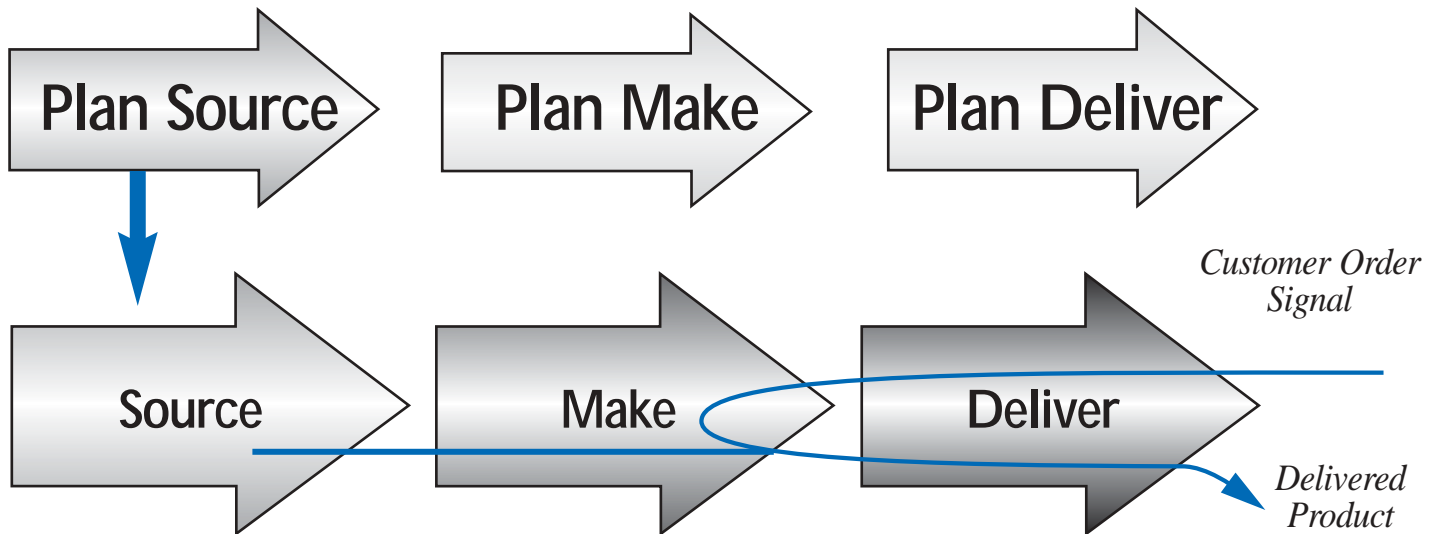 Plan Source
Plan Make
Plan Deliver
Customer Order
Signal
Source
Make
Deliver
Delivered
Product